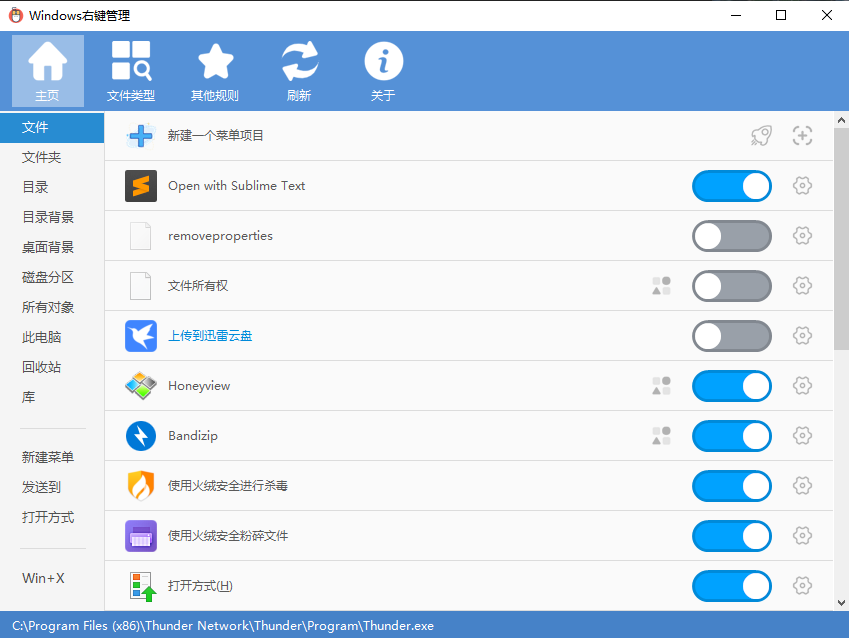 Windows右键管理
主页
文件类型
其他规则
刷新
关于
文件
文件夹
目录
目录背景
桌面背景
磁盘分区
所有对象
此电脑
回收站
库
新建菜单
发送到
打开方式
Win+X
新建一个菜单项目
Open with Sublime Text
removeproperties
文件所有权
上传到迅雷云盘
Honeyview
Bandizip
使用火绒安全进行杀毒
使用火绒安全粉碎文件
打开方式(H)
C:\Program Files (x86)\Thunder Network\Thunder\Program\Thunder.exe